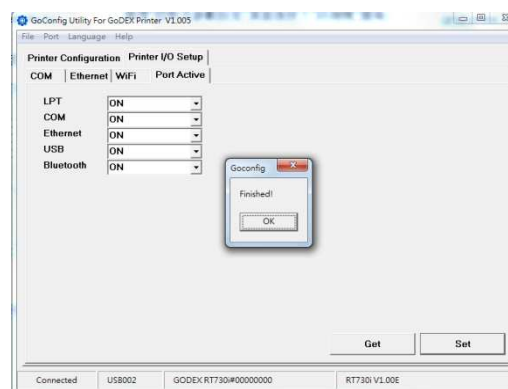 GoConfig Utility For GoDEX Printer V1.005
File Port Language Help
Printer Configuration Printer I/O Setup
COM Ethernet WiFi Port Active
LPT ON
COM ON
Ethernet ON
USB ON
Bluetooth ON
Goconfig
Finished!
OK
Get Set
Connected USB002 GODEX RT730i#00000000 RT730i V1.00E